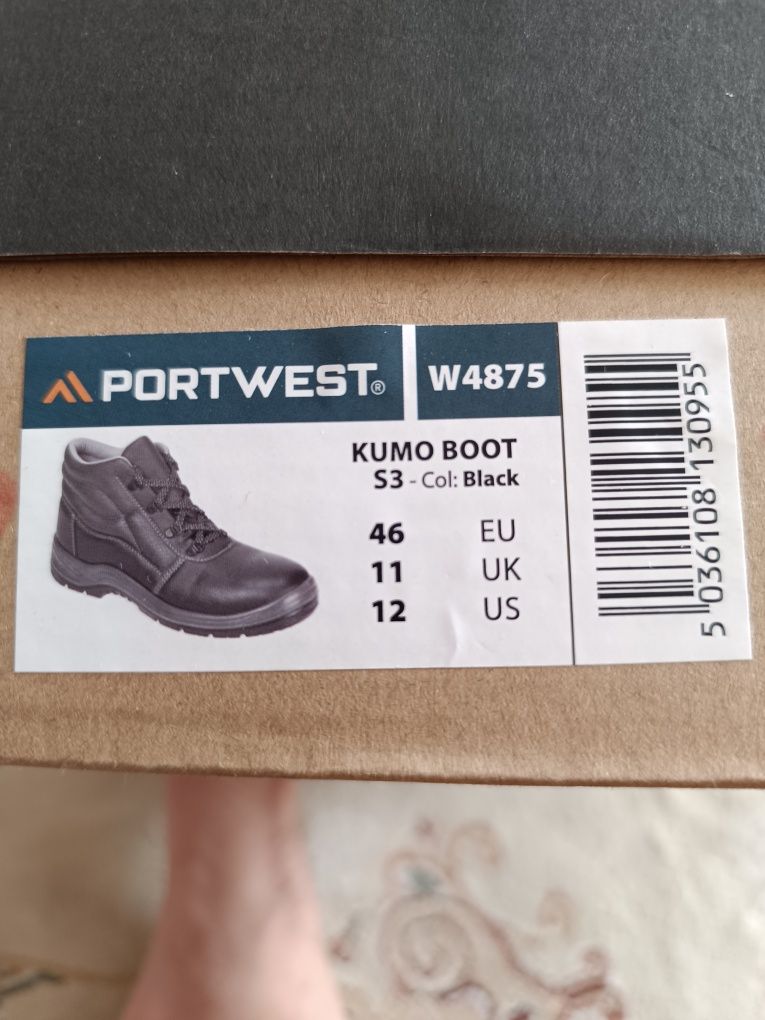 PORTWEST®
W4875
KUMO BOOT
S3 - Col: Black
46 EU
11 UK
12 US
5 036108 130955